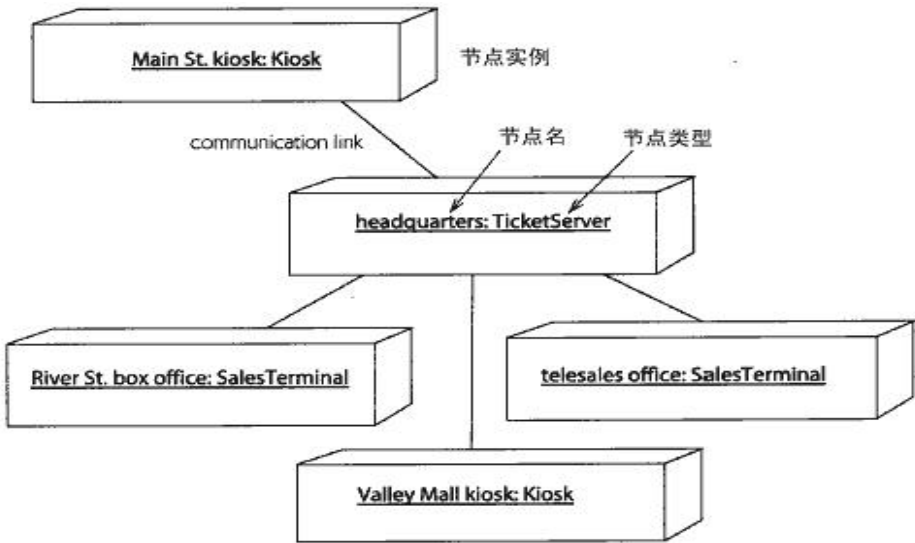 Main St. kiosk: Kiosk
节点实例
communication link
节点名
节点类型
headquarters: TicketServer
River St. box office: SalesTerminal
telesales office: SalesTerminal
Valley Mall kiosk: Kiosk